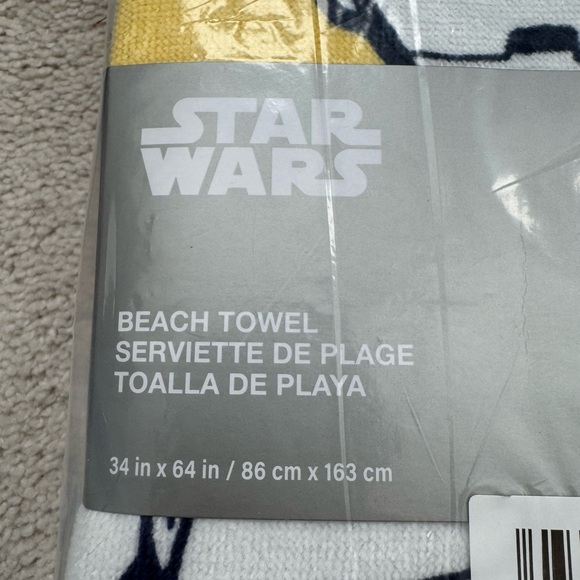 STAR
WARS
BEACH TOWEL
SERVIETTE DE PLAGE
TOALLA DE PLAYA
34 in x 64 in / 86 cm x 163 cm